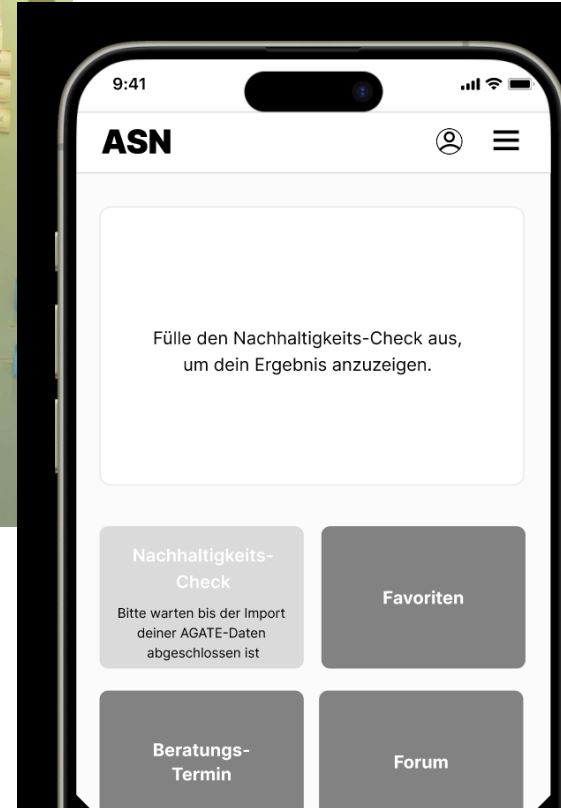 9:41
ASN
Fülle den Nachhaltigkeits-Check aus,
um dein Ergebnis anzuzeigen.
Nachhaltigkeits-
Check
Bitte warten bis der Import
deiner AGATE-Daten
abgeschlossen ist
Favoriten
Beratungs-
Termin
Forum